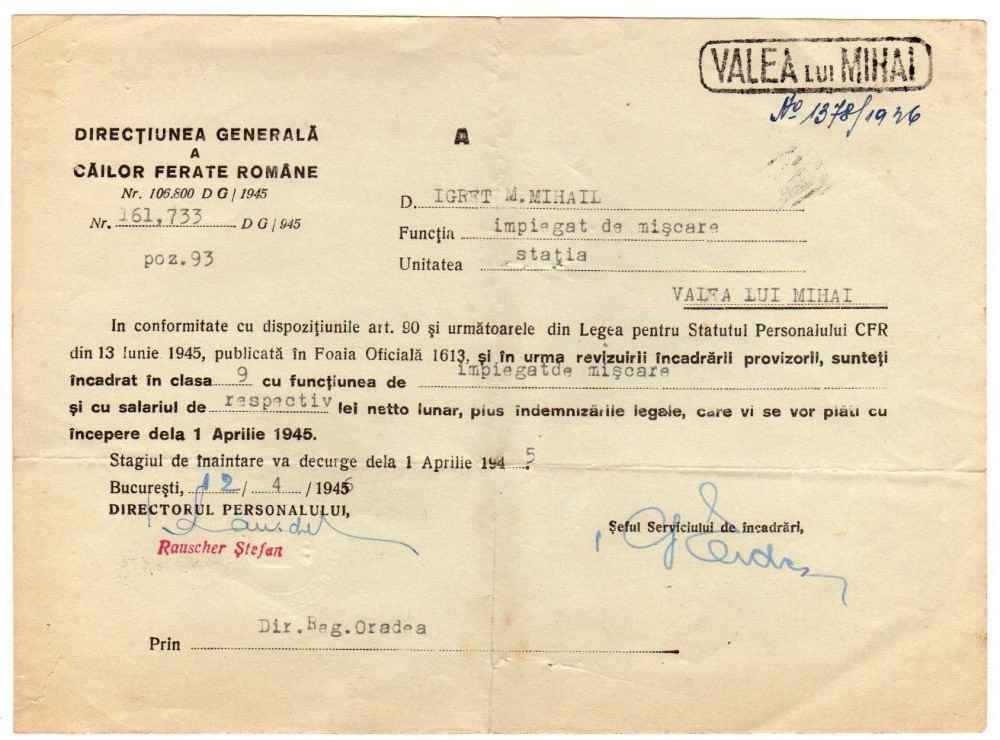 VALEA LUI MIHAI
No 1378/1946
DIRECȚIUNEA GENERALĂ
A
CĂILOR FERATE ROMÂNE
Nr. 106.800 D G / 1945
Nr. 161,733 D G / 945
poz.93
A
D. IGRET M.MIHAIL
Funcţia impiegat de mişcare
Unitatea staţia
VALEA LUI MIHAI
In conformitate cu dispoziţiunile art. 90 şi următoarele din Legea pentru Statutul Personalului CFR
din 13 Iunie 1945, publicată în Foaia Oficială 1613, şi în urma revizuirii încadrării provizorii, sunteţi
încadrat în clasa 9 cu funcţiunea de impiegatde mişcare
şi cu salariul de respectiv lei netto lunar, plus îndemnizările legale, care vi se vor plăti cu
începere dela 1 Aprilie 1945.
Stagiul de înaintare va decurge dela 1 Aprilie 194 5.
Bucureşti, 12 / 4 / 1946
DIRECTORUL PERSONALULUI,
Rauscher Ştefan
Şeful Serviciului de încadrări,
Prin Dir.Reg.Oradea